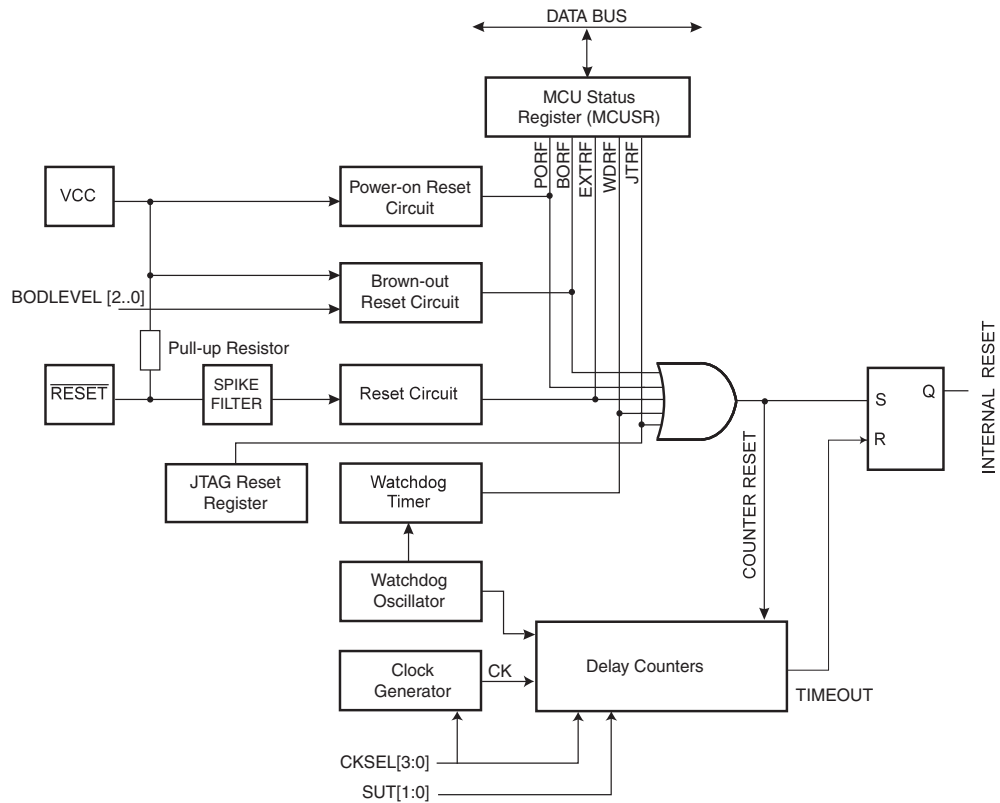 DATA BUS
MCU Status
Register (MCUSR)
PORF
BORF
EXTRF
WDRF
JTRF
VCC
Power-on Reset
Circuit
Brown-out
Reset Circuit
BODLEVEL [2..0]
Pull-up Resistor
RESET
SPIKE
FILTER
Reset Circuit
JTAG Reset
Register
Watchdog
Timer
Watchdog
Oscillator
Clock
Generator
CK
Delay Counters
CKSEL[3:0]
SUT[1:0]
COUNTER RESET
TIMEOUT
S
R
Q
INTERNAL RESET